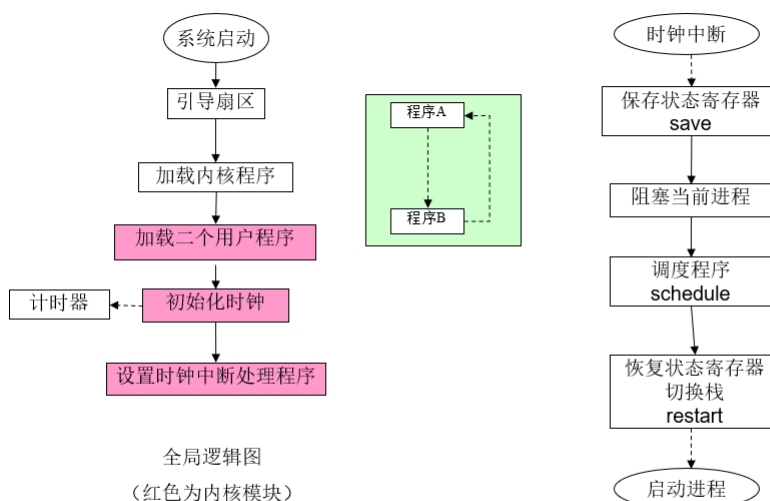 系统启动
引导扇区
加载内核程序
加载二个用户程序
计时器
初始化时钟
设置时钟中断处理程序
全局逻辑图
（红色为内核模块）
程序A
程序B
时钟中断
保存状态寄存器
save
阻塞当前进程
调度程序
schedule
恢复状态寄存器
切换栈
restart
启动进程